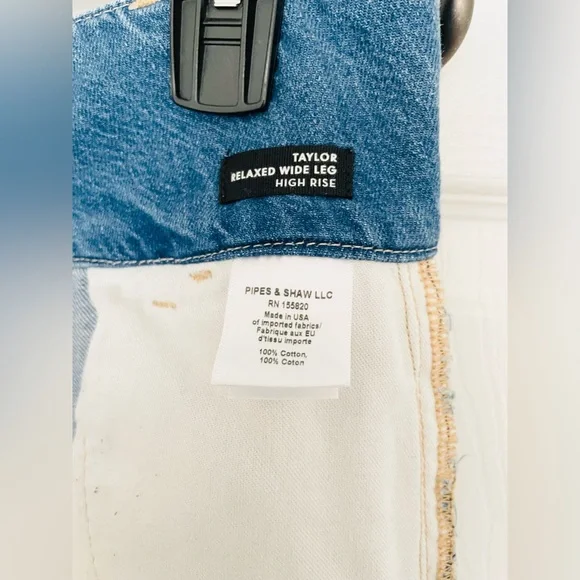 TAYLOR
RELAXED WIDE LEG
HIGH RISE
PIPES & SHAW LLC
RN 155820
Made in USA
of imported fabrics/
Fabrique aux EU
d'tissu importe
100% Cotton,
100% Coton